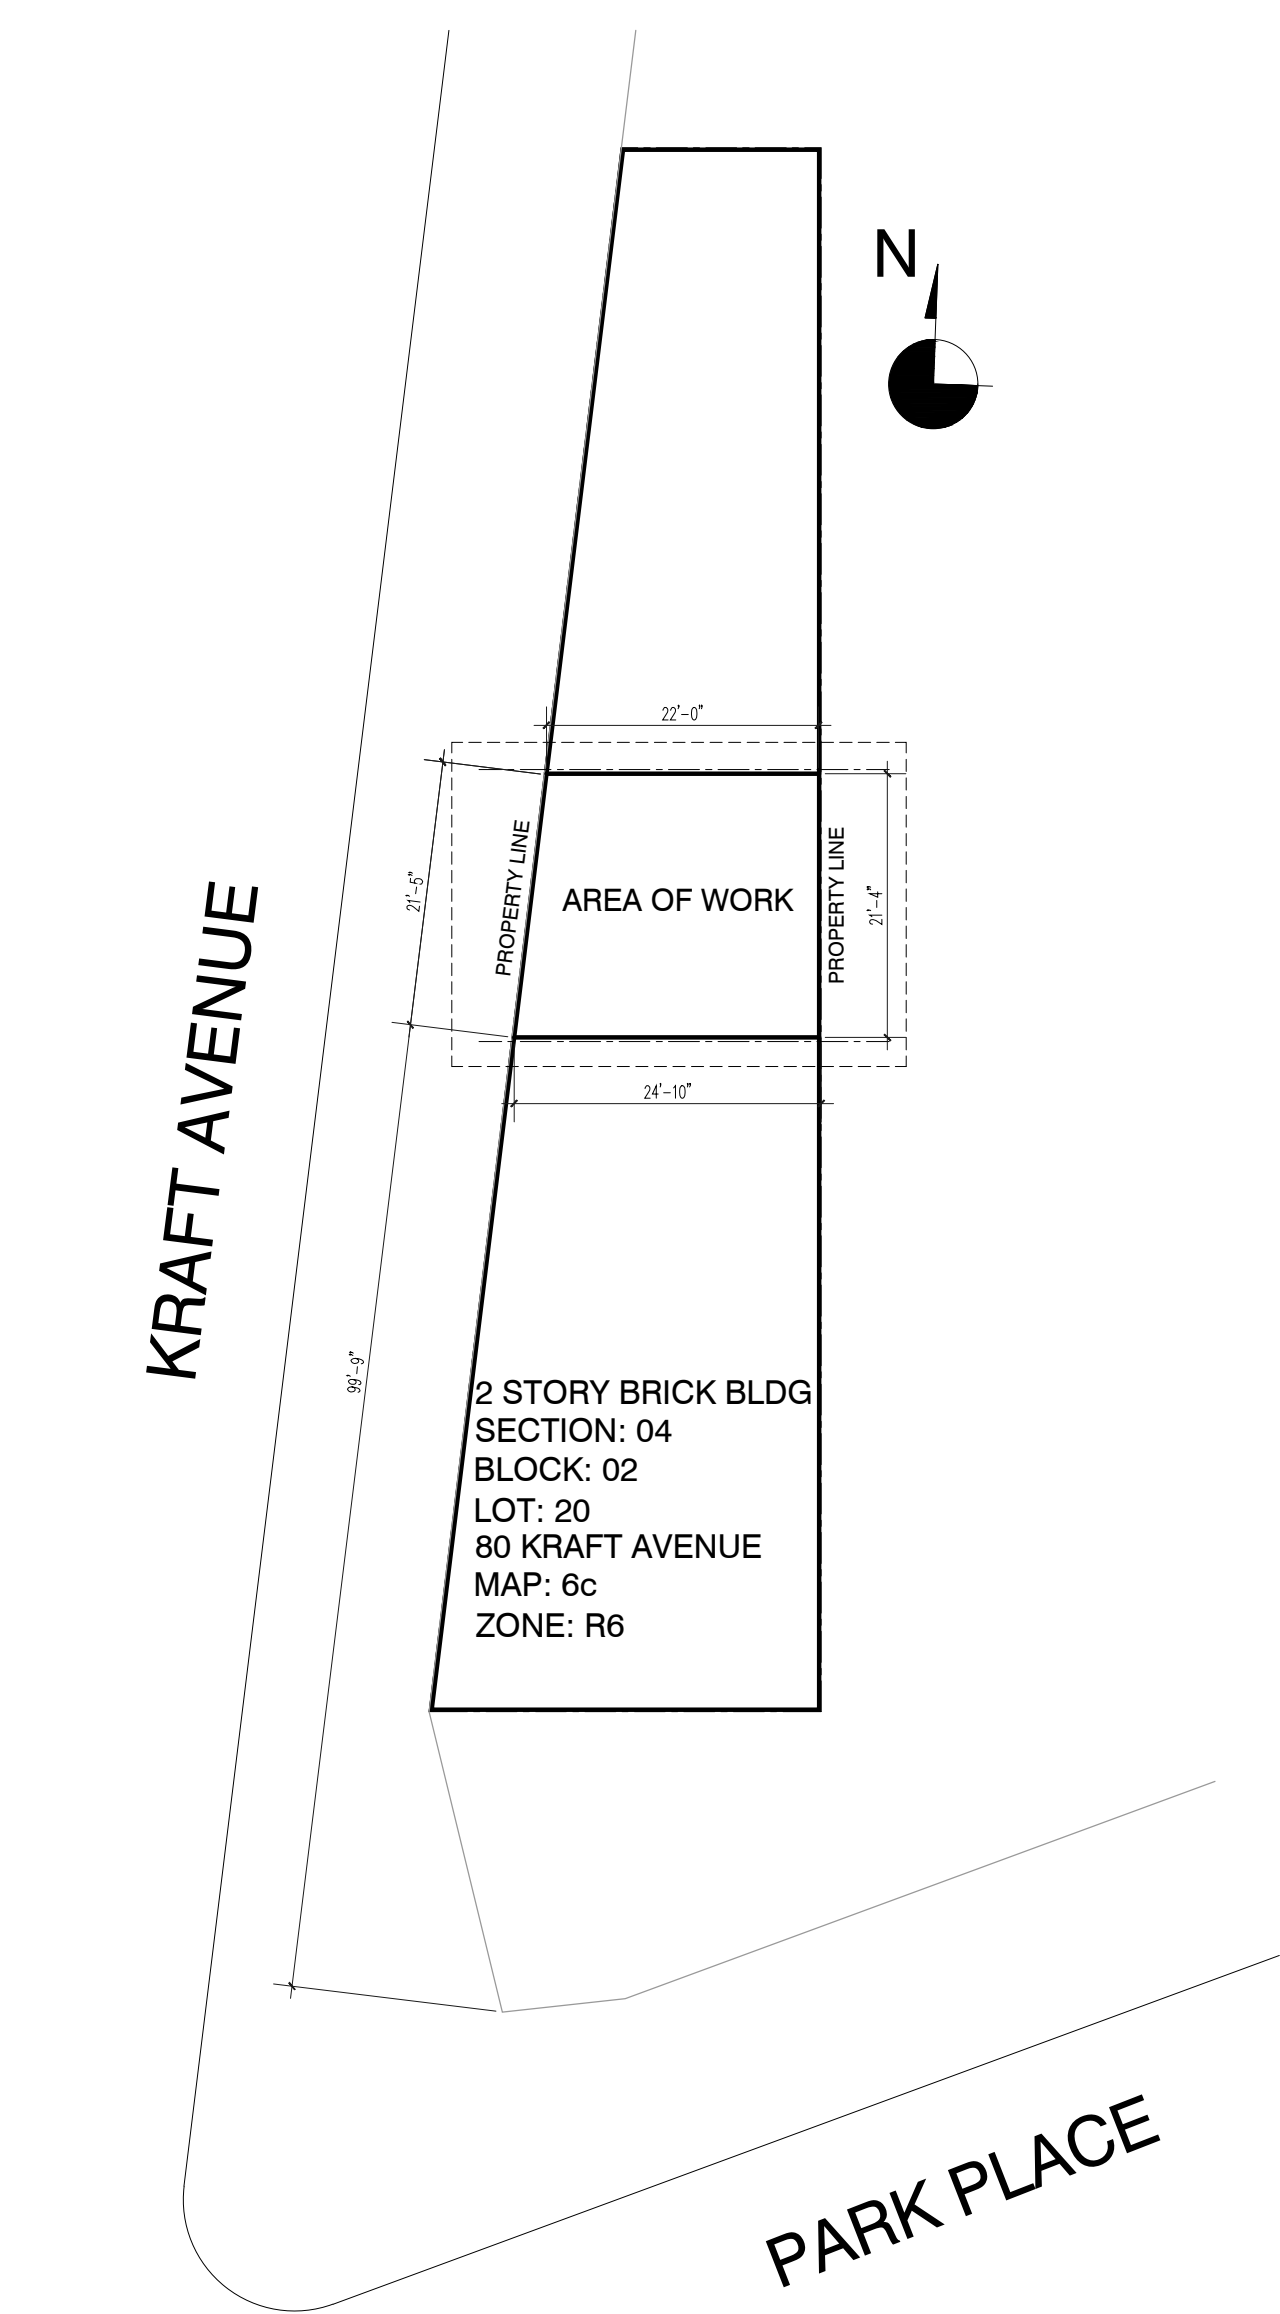 N
22'-0"
PROPERTY LINE
AREA OF WORK
PROPERTY LINE
21'-5"
21'-4"
24'-10"
KRAFT AVENUE
99'-9"
2 STORY BRICK BLDG
SECTION: 04
BLOCK: 02
LOT: 20
80 KRAFT AVENUE
MAP: 6c
ZONE: R6
PARK PLACE